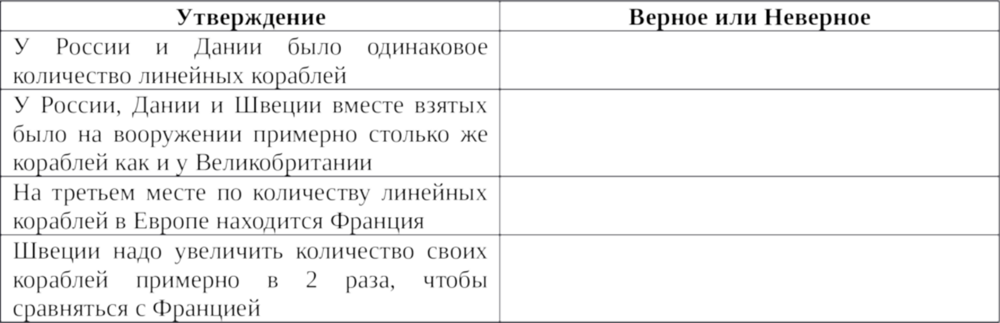 Утверждение
Верное или Неверное
У России и Дании было одинаковое
количество линейных кораблей
У России, Дании и Швеции вместе взятых
было на вооружении примерно столько же
кораблей как и у Великобритании
На третьем месте по количеству линейных
кораблей в Европе находится Франция
Швеции надо увеличить количество своих
кораблей примерно в 2 раза, чтобы
сравняться с Францией